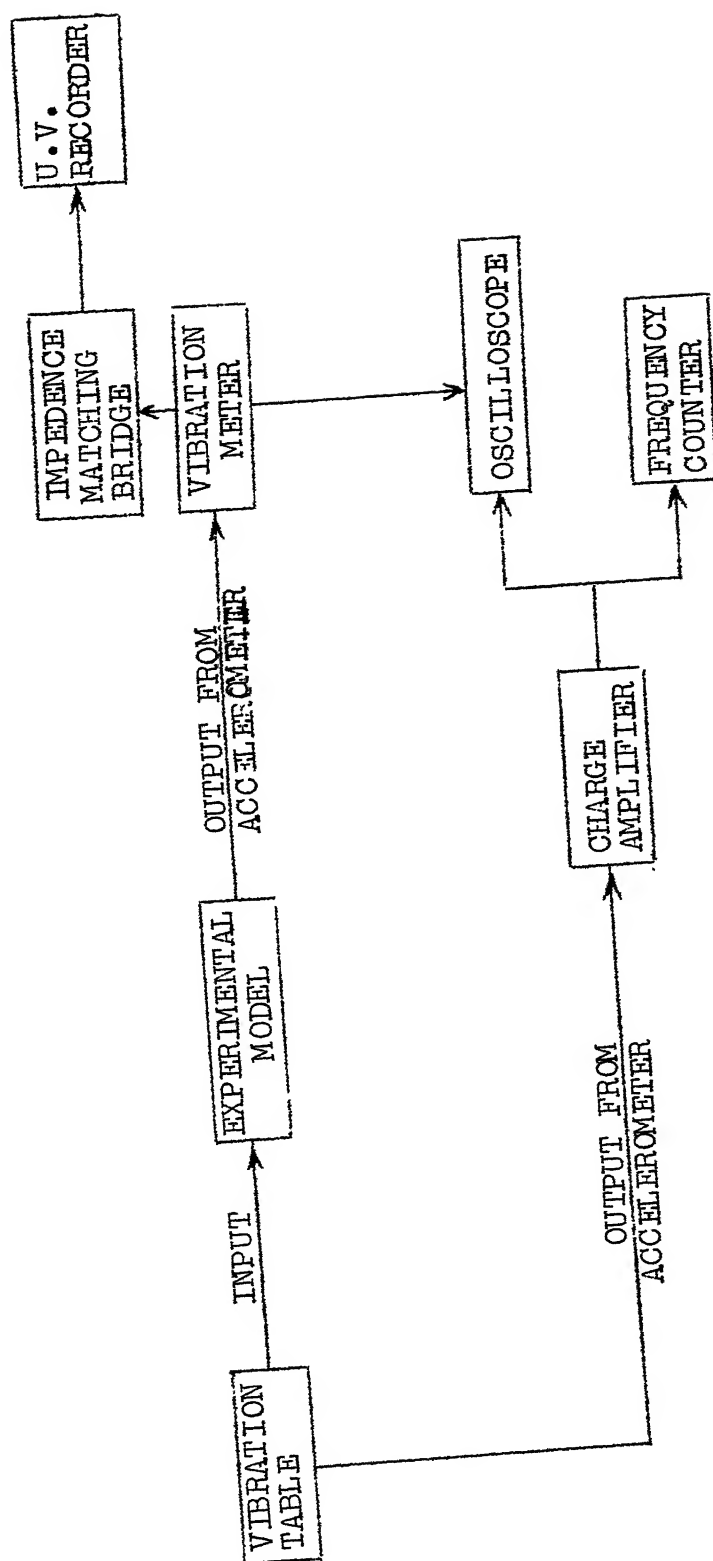 VIBRATION
TABLE
INPUT
EXPERIMENTAL
MODEL
OUTPUT FROM
ACCELEROMETER
VIBRATION
METER
IMPEDENCE
MATCHING
BRIDGE
U.V.
RECORDER
OUTPUT FROM
ACCELEROMETER
CHARGE
AMPLIFIER
OSCILLOSCOPE
FREQUENCY
COUNTER